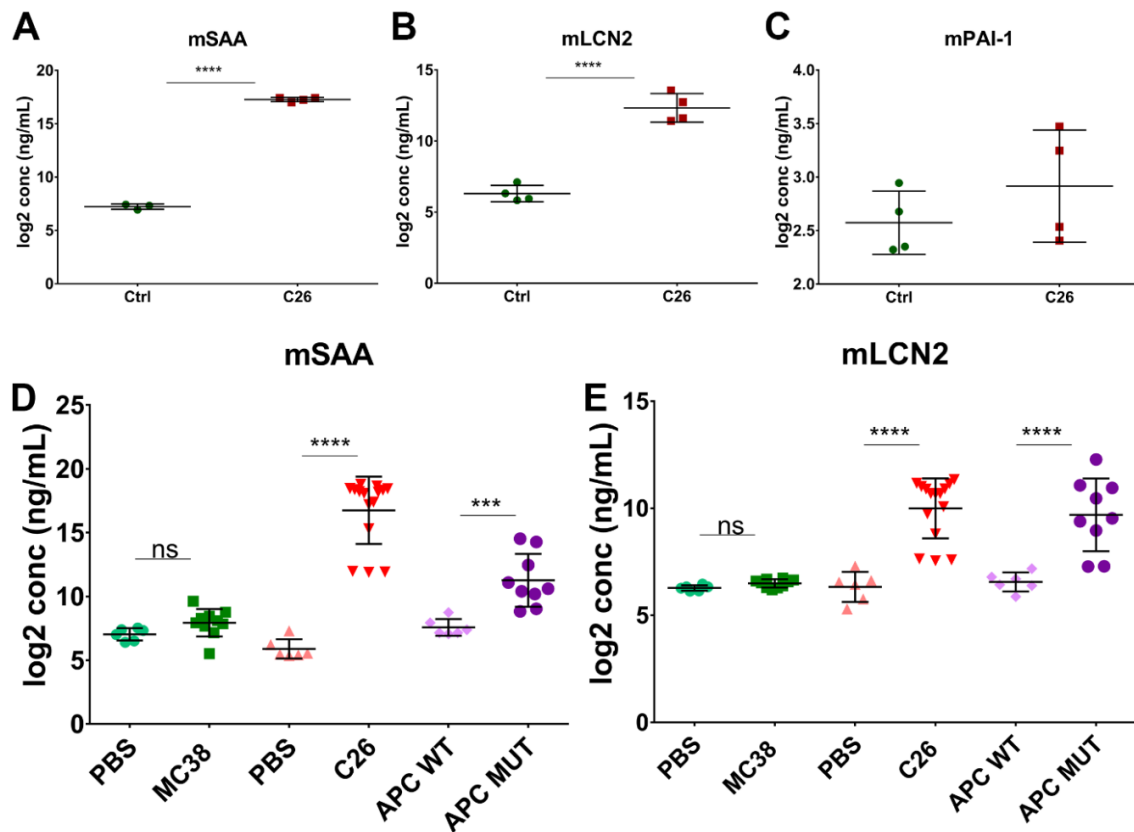 A
mSAA
log2 conc (ng/mL)
20
15
10
5
0
****
Ctrl
C26
B
mLCN2
log2 conc (ng/mL)
15
10
5
0
****
Ctrl
C26
C
mPAI-1
log2 conc (ng/mL)
4.0
3.5
3.0
2.5
2.0
Ctrl
C26
D
mSAA
log2 conc (ng/mL)
25
20
15
10
5
0
ns
****
***
PBS
MC38
PBS
C26
APC WT
APC MUT
E
mLCN2
log2 conc (ng/mL)
15
10
5
0
ns
****
****
PBS
MC38
PBS
C26
APC WT
APC MUT